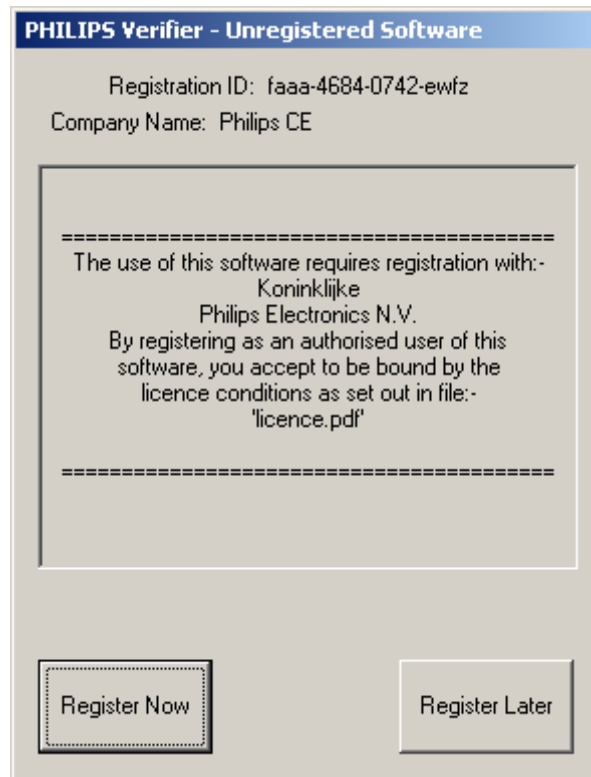 PHILIPS Verifier - Unregistered Software
Registration ID: faaa-4684-0742-ewfz
Company Name: Philips CE
=========================================
The use of this software requires registration with:-
Koninklijke
Philips Electronics N.V.
By registering as an authorised user of this
software, you accept to be bound by the
licence conditions as set out in file:-
'licence.pdf'
=========================================
Register Now
Register Later